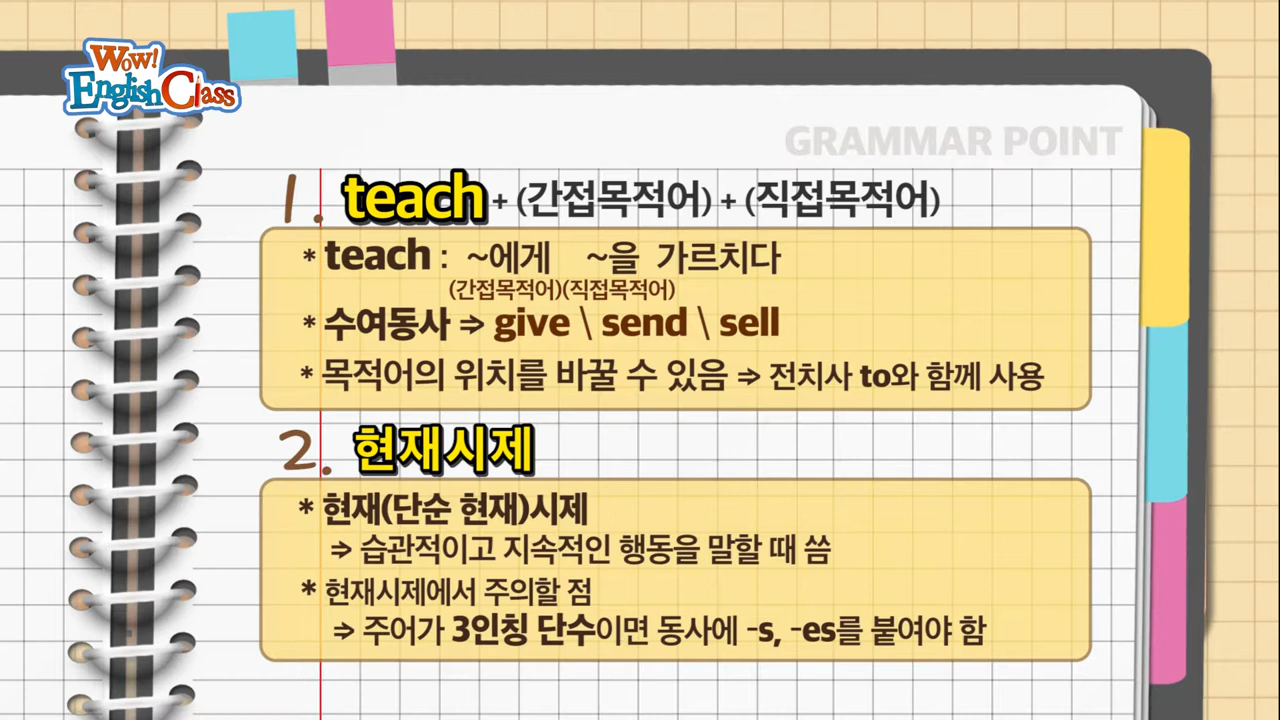 Wow!
English Class
GRAMMAR POINT
1. teach + (간접목적어) + (직접목적어)
* teach : ~에게 ~을 가르치다
(간접목적어)(직접목적어)
* 수여동사 ⇒ give \ send \ sell
* 목적어의 위치를 바꿀 수 있음 ⇒ 전치사 to와 함께 사용
2. 현재시제
* 현재(단순 현재)시제
⇒ 습관적이고 지속적인 행동을 말할 때 씀
* 현재시제에서 주의할 점
⇒ 주어가 3인칭 단수이면 동사에 -s, -es를 붙여야 함